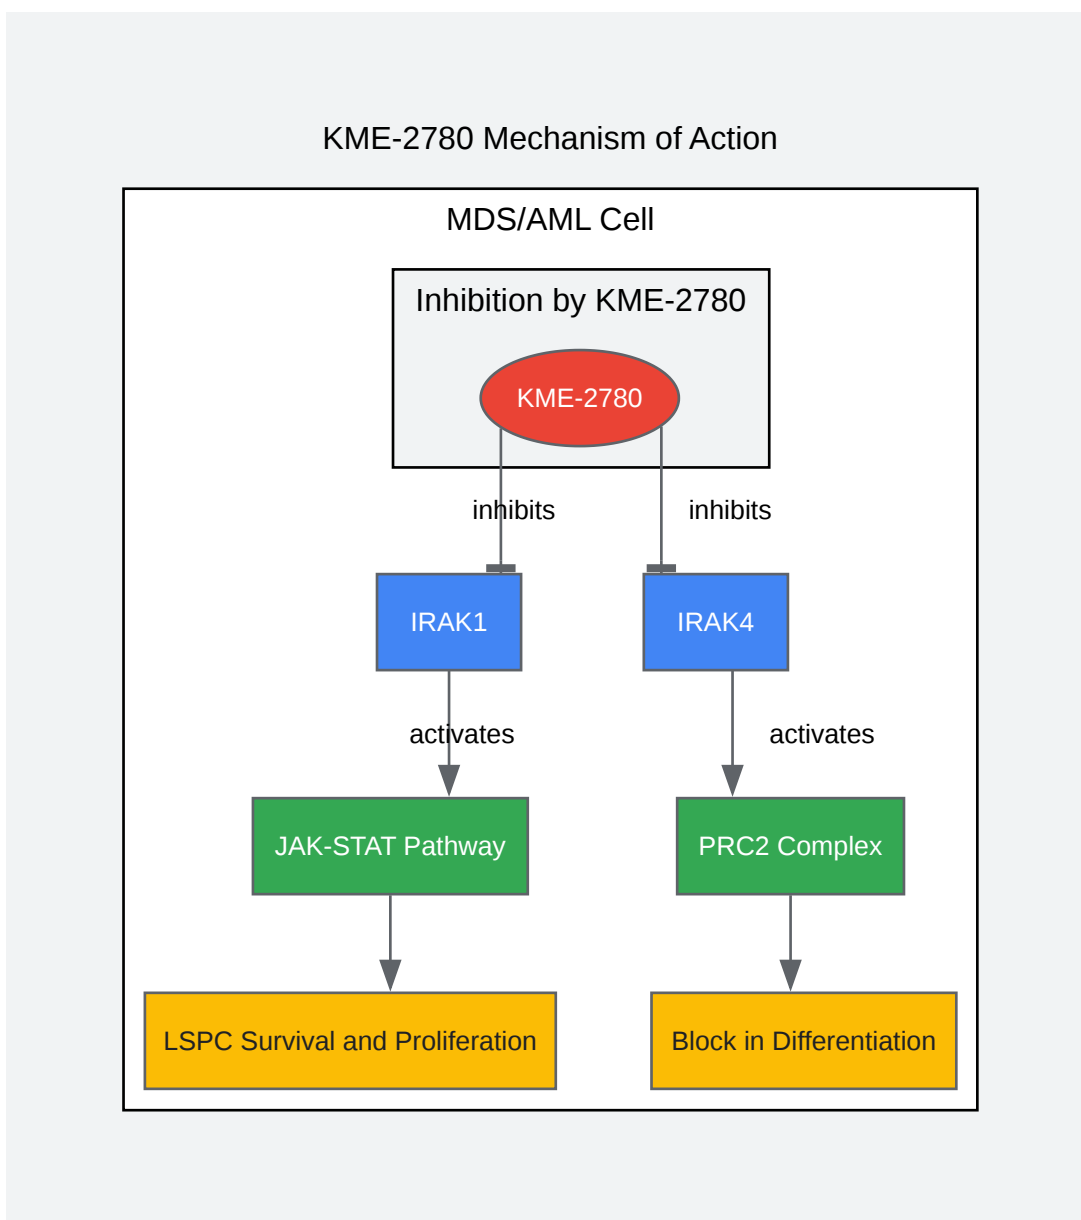 KME-2780 Mechanism of Action
MDS/AML Cell
Inhibition by KME-2780
KME-2780
inhibits
inhibits
IRAK1
IRAK4
activates
activates
JAK-STAT Pathway
PRC2 Complex
LSPC Survival and Proliferation
Block in Differentiation